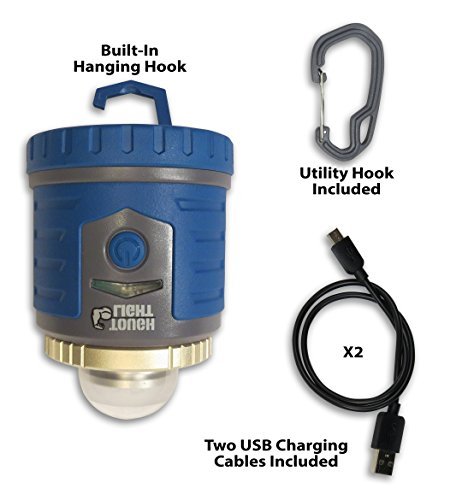 Built-In
Hanging Hook
Utility Hook
Included
LIGHT
TOUGH
X2
Two USB Charging
Cables Included